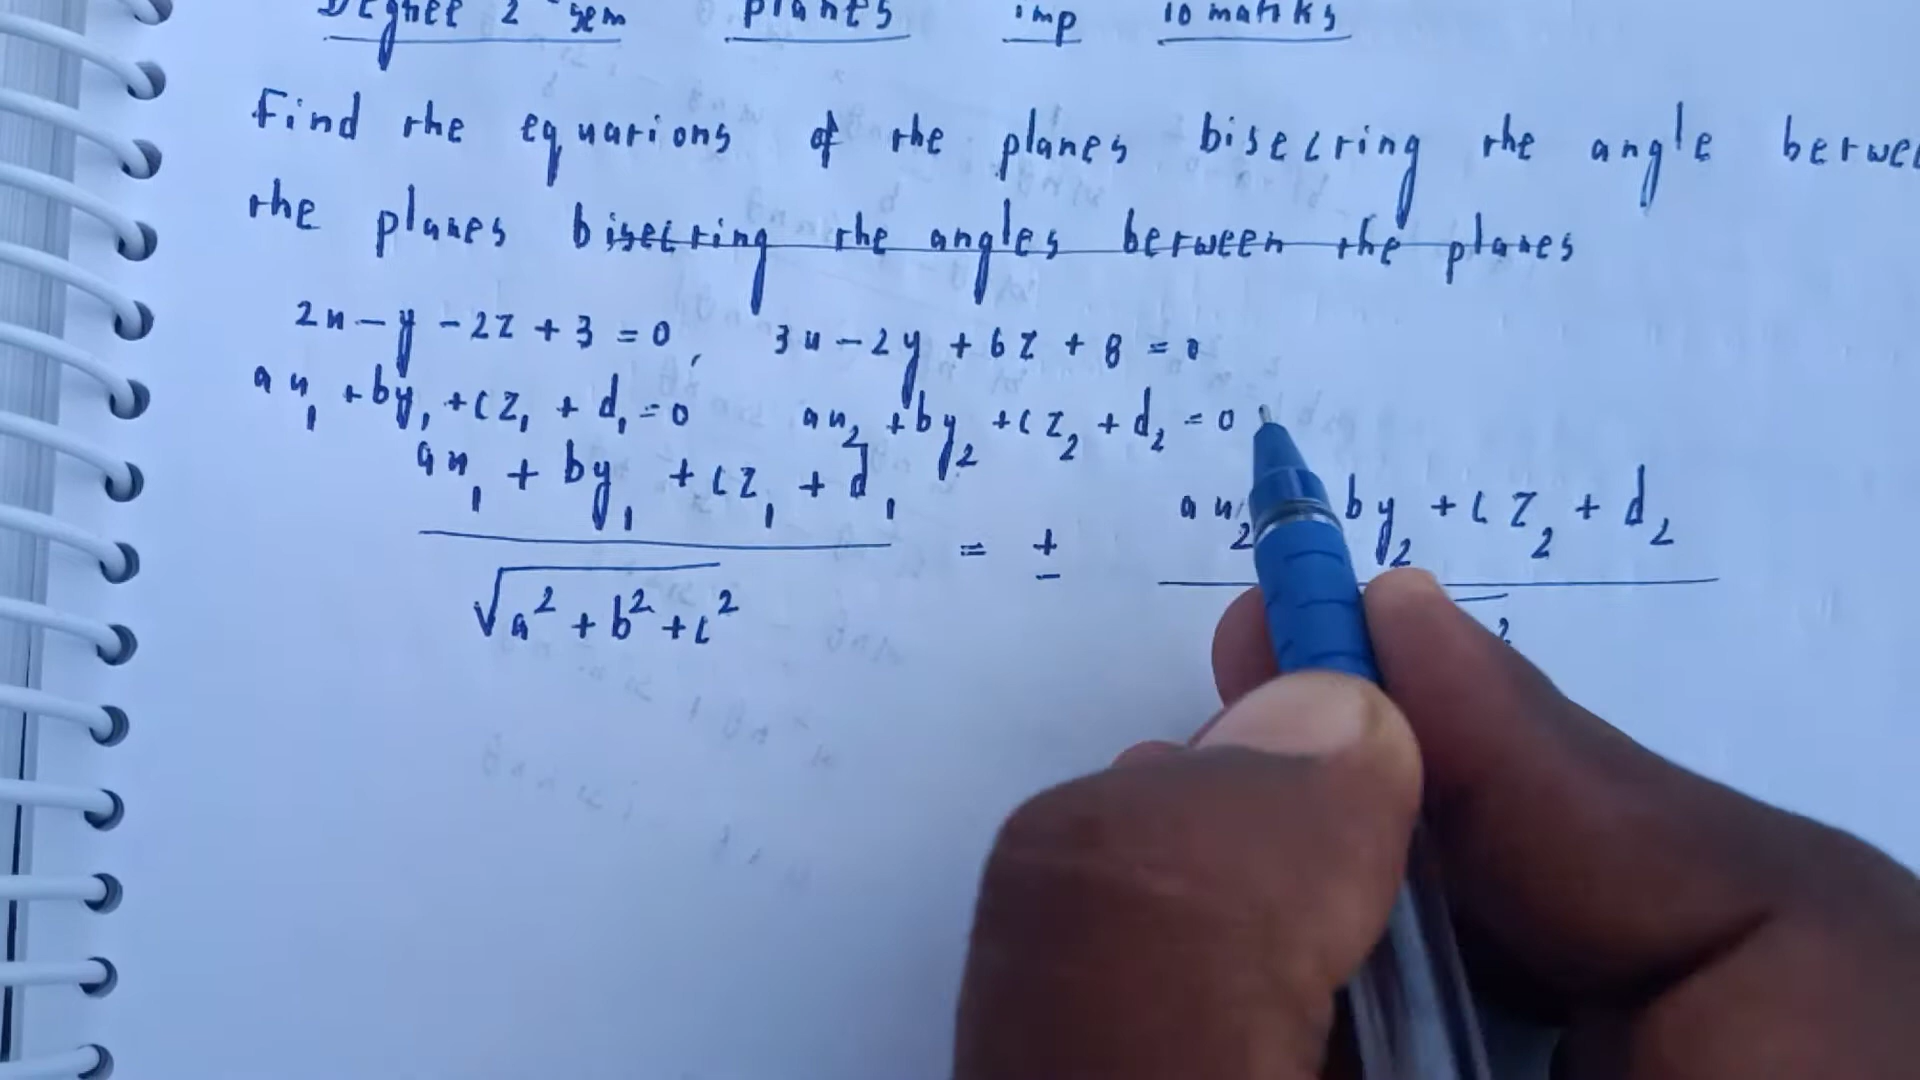 Degree 2nd sem planes imp 10 marks
Find the equations of the planes bisecting the angle
the planes bisecting the angles between the planes
2x - y - 2z + 3 = 0, 3x - 2y + 6z + 8 = 0
ax₁ + by₁ + cz₁ + d₁ = 0 ax₂ + by₂ + cz₂ + d₂ = 0
ax₁ + by₁ + cz₁ + d₁ = ± ax₂ by₂ + cz₂ + d₂
√a² + b² + c²